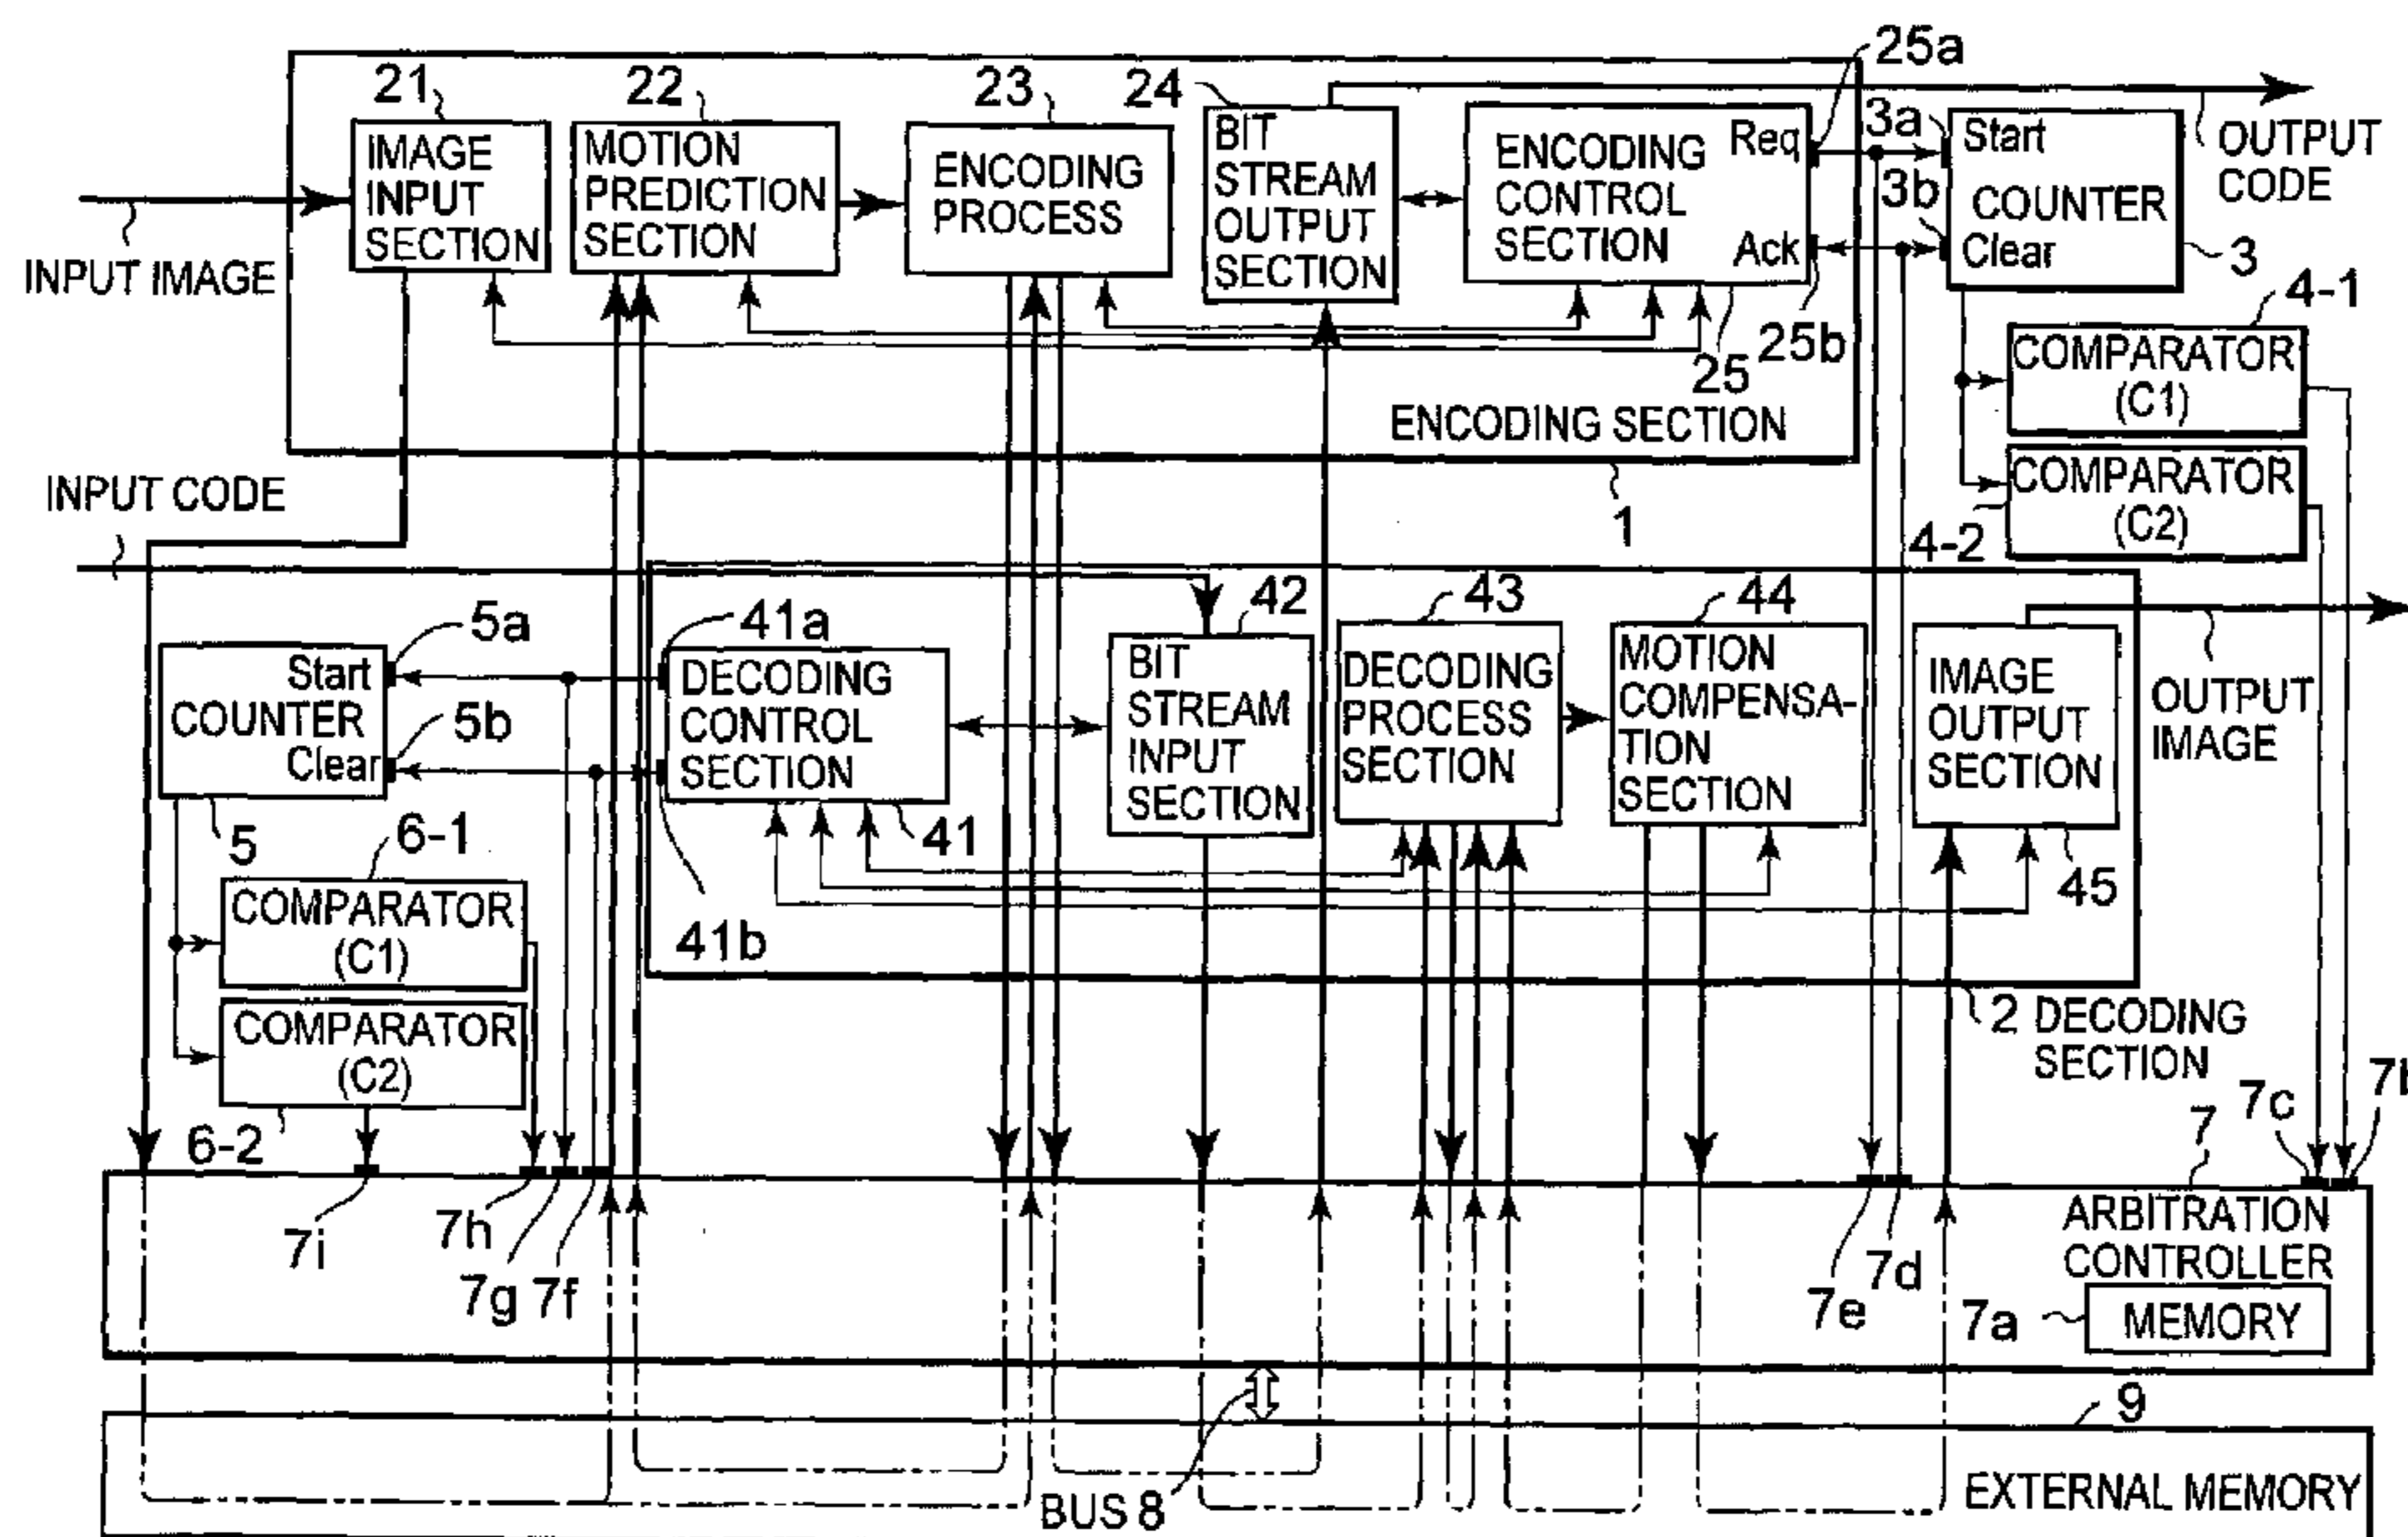 21
22
23
24
25a
IMAGE
INPUT
SECTION
MOTION
PREDICTION
SECTION
ENCODING
PROCESS
BIT
STREAM
OUTPUT
SECTION
ENCODING
CONTROL
SECTION
Req
Ack
3a
3b
Start
COUNTER
Clear
OUTPUT
CODE
3
INPUT IMAGE
25
25b
4-1
COMPARATOR
(C1)
ENCODING SECTION
1
COMPARATOR
(C2)
4-2
INPUT CODE
5a
Start
COUNTER
Clear
5b
5
41a
DECODING
CONTROL
SECTION
41
41b
42
BIT
STREAM
INPUT
SECTION
43
DECODING
PROCESS
SECTION
44
MOTION
COMPENSA-
TION
SECTION
IMAGE
OUTPUT
SECTION
45
OUTPUT
IMAGE
6-1
COMPARATOR
(C1)
COMPARATOR
(C2)
6-2
2 DECODING
SECTION
7i
7h
7g
7f
7e
7d
7c
7
ARBITRATION
CONTROLLER
7a
MEMORY
BUS 8
9
EXTERNAL MEMORY